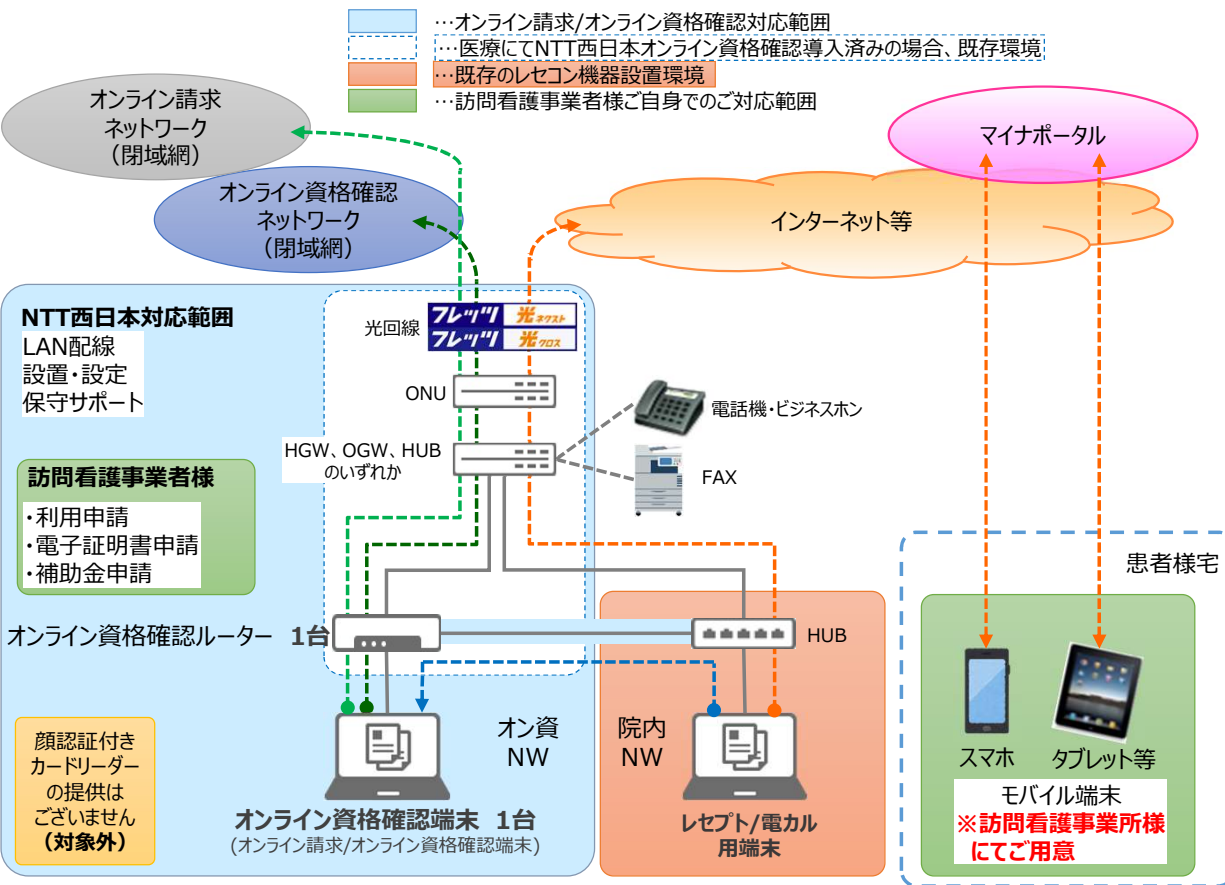 …オンライン請求/オンライン資格確認対応範囲
…医療にてNTT西日本オンライン資格確認導入済みの場合、既存環境
…既存のレセコン機器設置環境
…訪問看護事業者様ご自身でのご対応範囲
オンライン請求
ネットワーク
（閉域網）
オンライン資格確認
ネットワーク
（閉域網）
マイナポータル
インターネット等
NTT西日本対応範囲
LAN配線
設置・設定
保守サポート
光回線
フレッツ 光ネクスト
フレッツ 光クロス
ONU
HGW、OGW、HUB
のいずれか
電話機・ビジネスホン
FAX
訪問看護事業者様
・利用申請
・電子証明書申請
・補助金申請
オンライン資格確認ルーター 1台
HUB
患者様宅
顔認証付き
カードリーダー
の提供は
ございません
（対象外）
オン資
NW
院内
NW
オンライン資格確認端末 1台
(オンライン請求/オンライン資格確認端末)
レセプト/電カル
用端末
スマホ
タブレット等
モバイル端末
※訪問看護事業所様
にてご用意